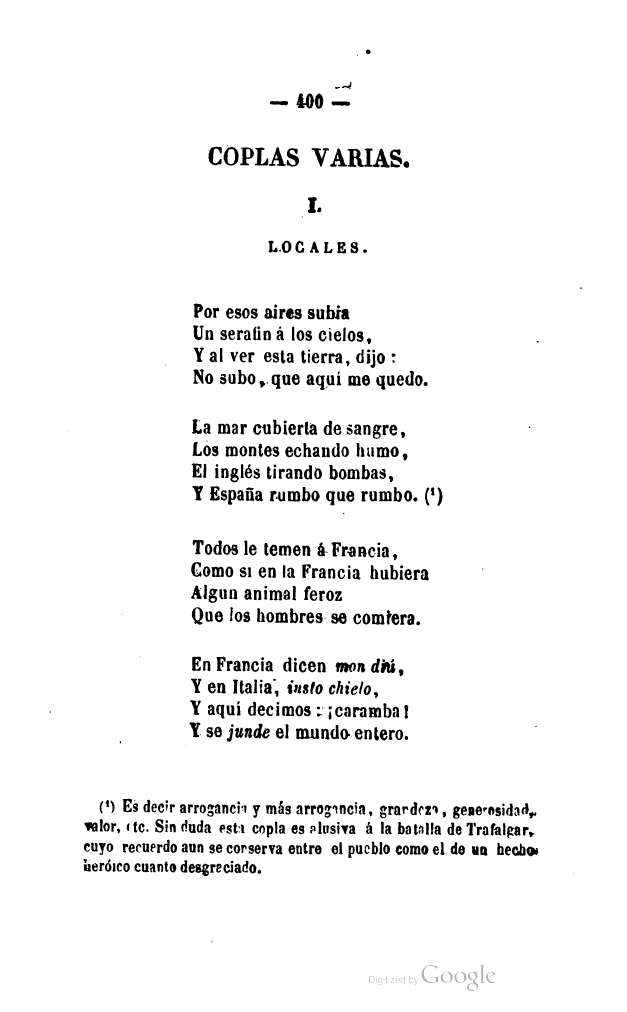 — 400 —
COPLAS VARIAS.
I.
LOCALES.
Por esos aires subia
Un serafin á los cielos,
Y al ver esta tierra, dijo :
No subo, que aquí me quedo.
La mar cubierta de sangre,
Los montes echando humo,
El inglés tirando bombas,
Y España rumbo que rumbo. (¹)
Todos le temen á Francia,
Como si en la Francia hubiera
Algun animal feroz
Que los hombres se comiera.
En Francia dicen mon diú,
Y en Italia, iusto chielo,
Y aquí decimos : ¡caramba!
Y se junde el mundo entero.
(¹) Es decir arrogancia y más arrogancia, grandeza, generosidad,
valor, etc. Sin duda esta copla es alusiva á la batalla de Trafalgar,
cuyo recuerdo aun se conserva entre el pueblo como el de un hecho
heróico cuanto desgraciado.
Digitized by Google